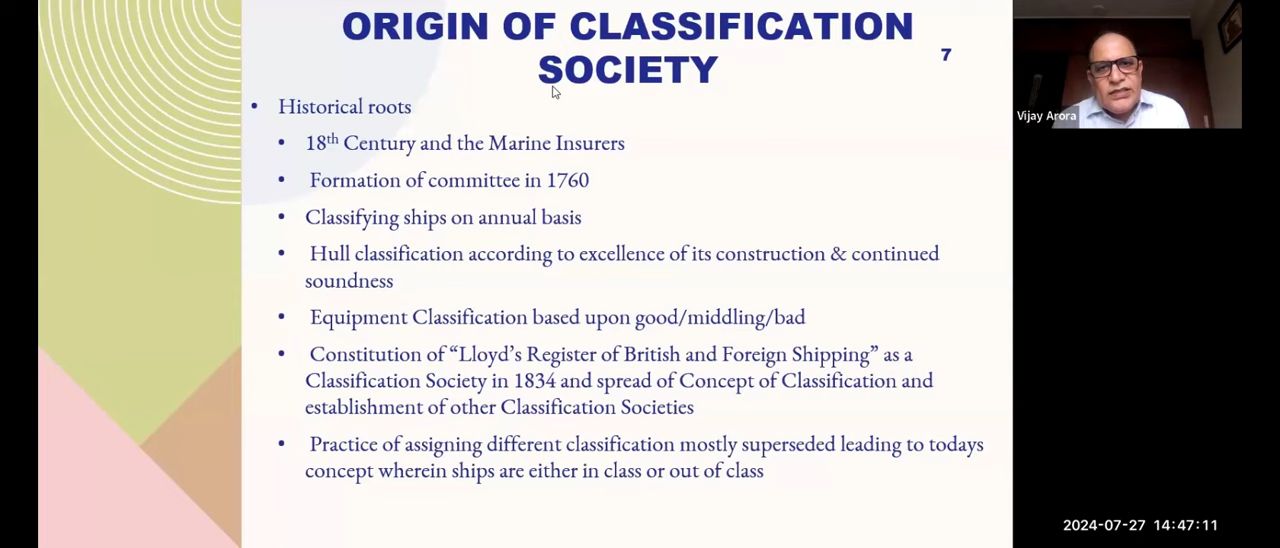 ORIGIN OF CLASSIFICATION
SOCIETY
7
• Historical roots
• 18th Century and the Marine Insurers
• Formation of committee in 1760
• Classifying ships on annual basis
• Hull classification according to excellence of its construction & continued
soundness
• Equipment Classification based upon good/middling/bad
• Constitution of “Lloyd’s Register of British and Foreign Shipping” as a
Classification Society in 1834 and spread of Concept of Classification and
establishment of other Classification Societies
• Practice of assigning different classification mostly superseded leading to todays
concept wherein ships are either in class or out of class
Vijay Arora
2024-07-27 14:47:11